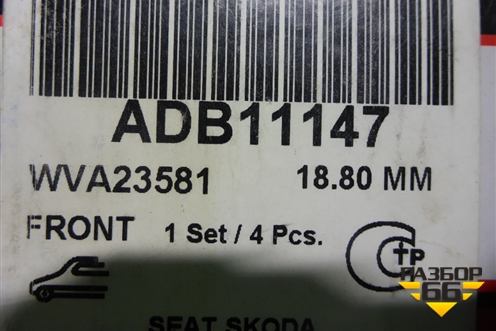 ADB11147
WVA23581 18.80 MM
FRONT 1 Set / 4 Pcs.
РАЗБОР
66
SEAT SKODA